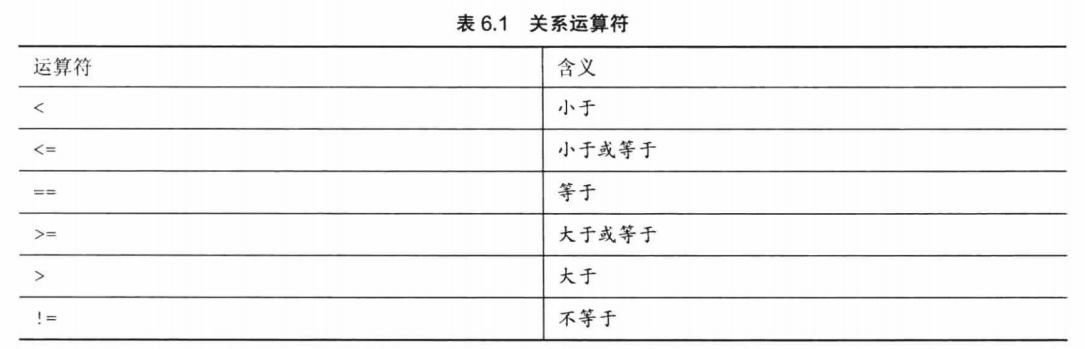 表 6.1 关系运算符
运算符 含义
< 小于
<= 小于或等于
== 等于
>= 大于或等于
> 大于
!= 不等于